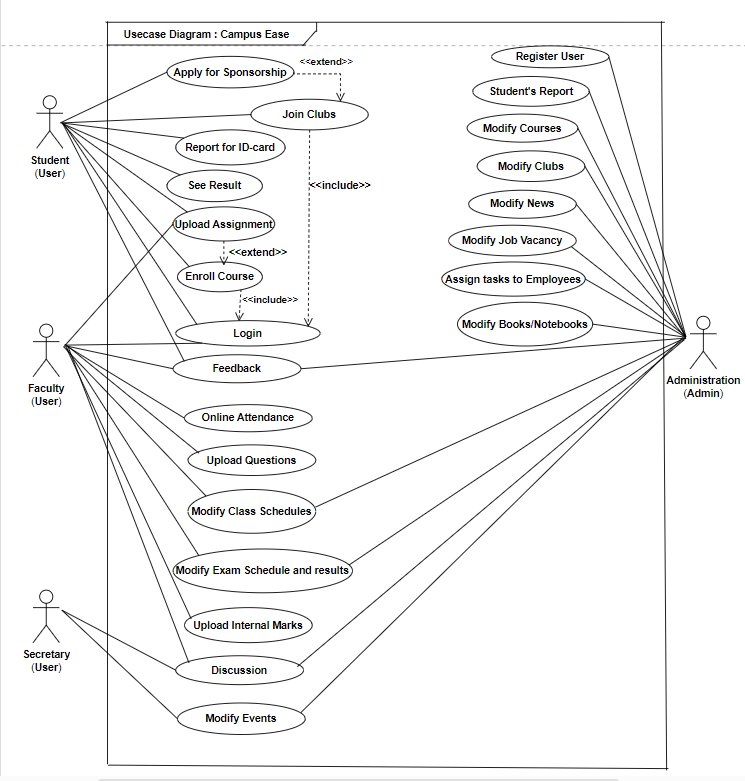 Usecase Diagram : Campus Ease
<<extend>>
Register User
Apply for Sponsorship
Student's Report
Join Clubs
Modify Courses
Report for ID-card
Student
(User)
Modify Clubs
See Result
<<include>>
Modify News
Upload Assignment
Modify Job Vacancy
<<extend>>
Enroll Course
Assign tasks to Employees
<<include>>
Modify Books/Notebooks
Login
Feedback
Faculty
(User)
Administration
(Admin)
Online Attendance
Upload Questions
Modify Class Schedules
Modify Exam Schedule and results
Upload Internal Marks
Secretary
(User)
Discussion
Modify Events